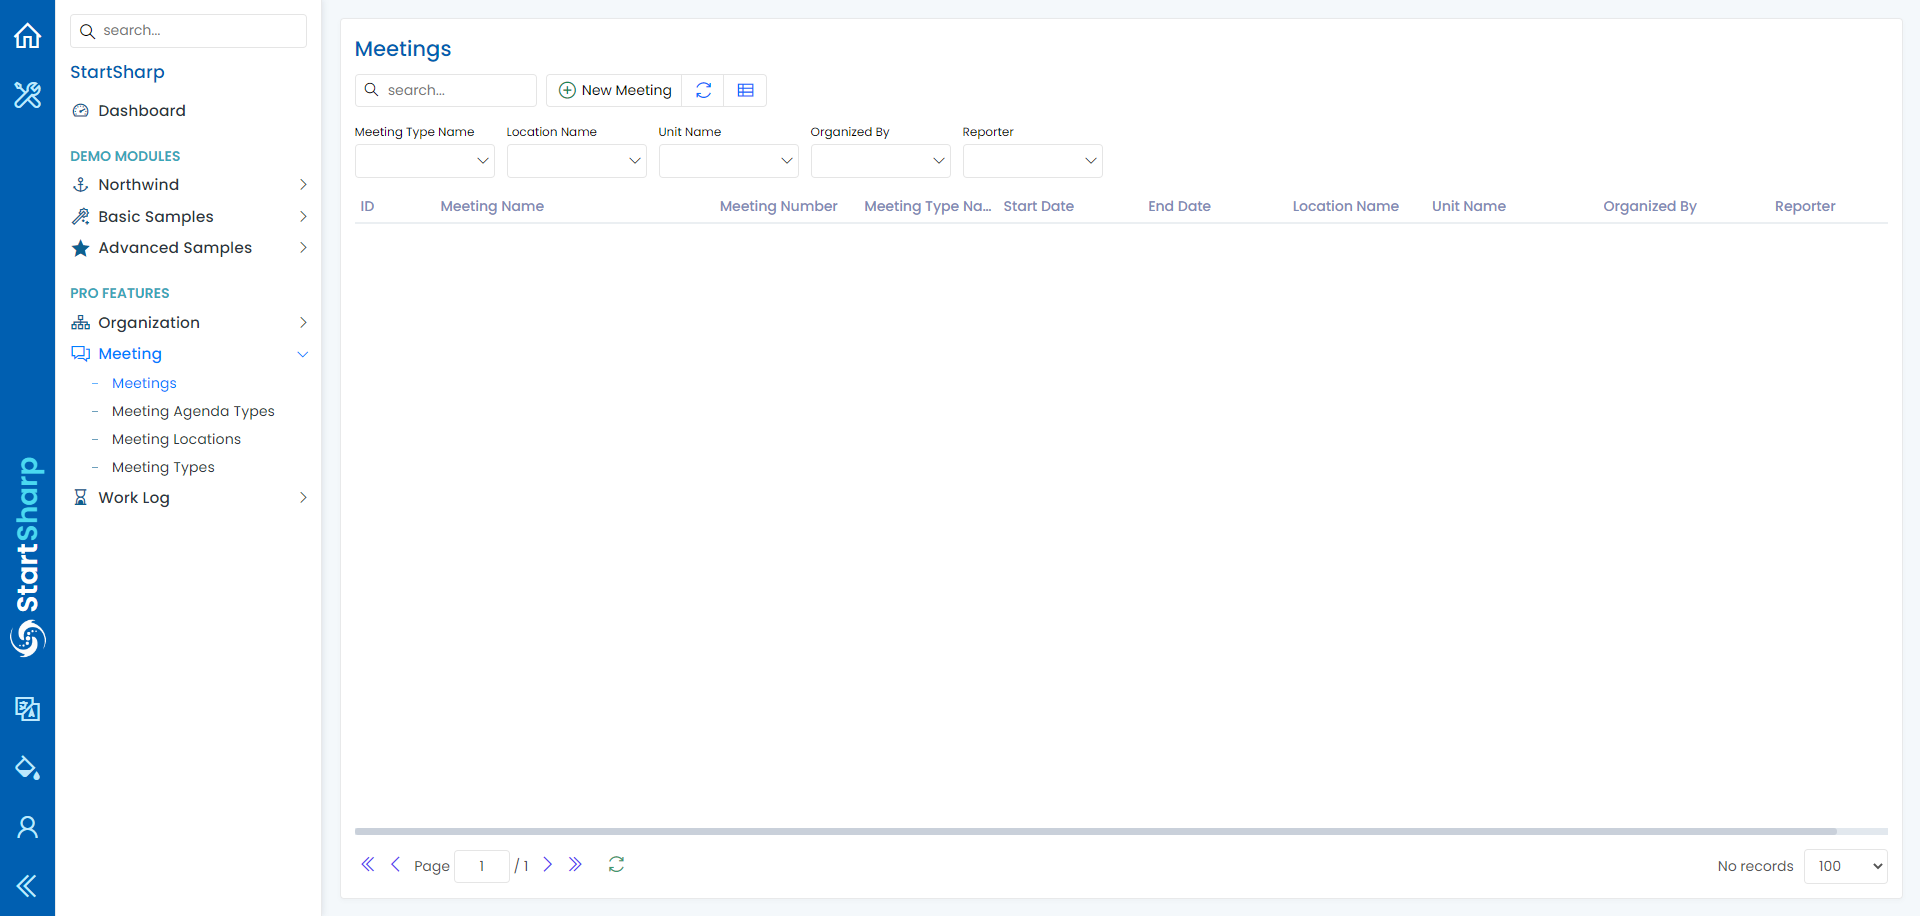 search...
StartSharp
Dashboard
DEMO MODULES
Northwind
Basic Samples
Advanced Samples
PRO FEATURES
Organization
Meeting
Meetings
Meeting Agenda Types
Meeting Locations
Meeting Types
Work Log
StartSharp
Meetings
search...
New Meeting
Meeting Type Name Location Name Unit Name Organized By Reporter
ID Meeting Name Meeting Number Meeting Type Na... Start Date End Date Location Name Unit Name Organized By Reporter
Page 1 / 1 No records 100